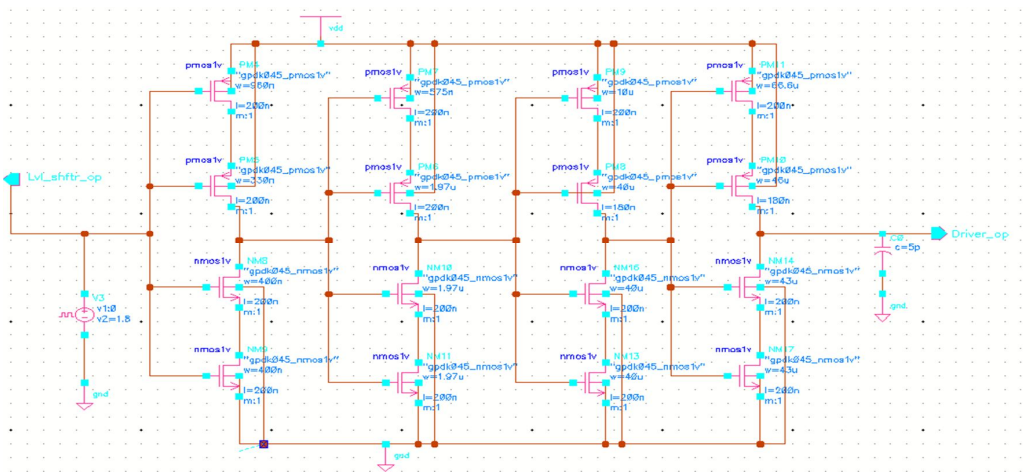 vdd
PM4
pmos1v
"gpdk045_pmos1v"
w=960n
l=200n
m:1
PM7
pmos1v
"gpdk045_pmos1v"
w=575n
l=200n
m:1
PM9
pmos1v
"gpdk045_pmos1v"
w=10u
l=200n
m:1
PM11
pmos1v
"gpdk045_pmos1v"
w=66.6u
l=200n
m:1
Lvl_shftr_op
PM5
pmos1v
"gpdk045_pmos1v"
w=330n
l=200n
m:1
PM6
pmos1v
"gpdk045_pmos1v"
w=1.97u
l=200n
m:1
PM8
pmos1v
"gpdk045_pmos1v"
w=40u
l=180n
m:1
PM10
pmos1v
"gpdk045_pmos1v"
l=180n
m:1
Driver_op
C0
c=5p
gnd
NM8
nmos1v
"gpdk045_nmos1v"
w=400n
l=200n
m:1
NM10
nmos1v
"gpdk045_nmos1v"
w=1.97u
l=200n
m:1
NM16
nmos1v
"gpdk045_nmos1v"
w=40u
l=200n
m:1
NM14
nmos1v
"gpdk045_nmos1v"
w=43u
l=200n
m:1
V3
v1:0
v2=1.8
gnd
NM9
nmos1v
"gpdk045_nmos1v"
w=400n
l=200n
m:1
NM11
nmos1v
"gpdk045_nmos1v"
w=1.97u
l=200n
m:1
NM13
nmos1v
"gpdk045_nmos1v"
w=40u
l=200n
m:1
NM17
nmos1v
"gpdk045_nmos1v"
w=43u
l=200n
m:1
gnd